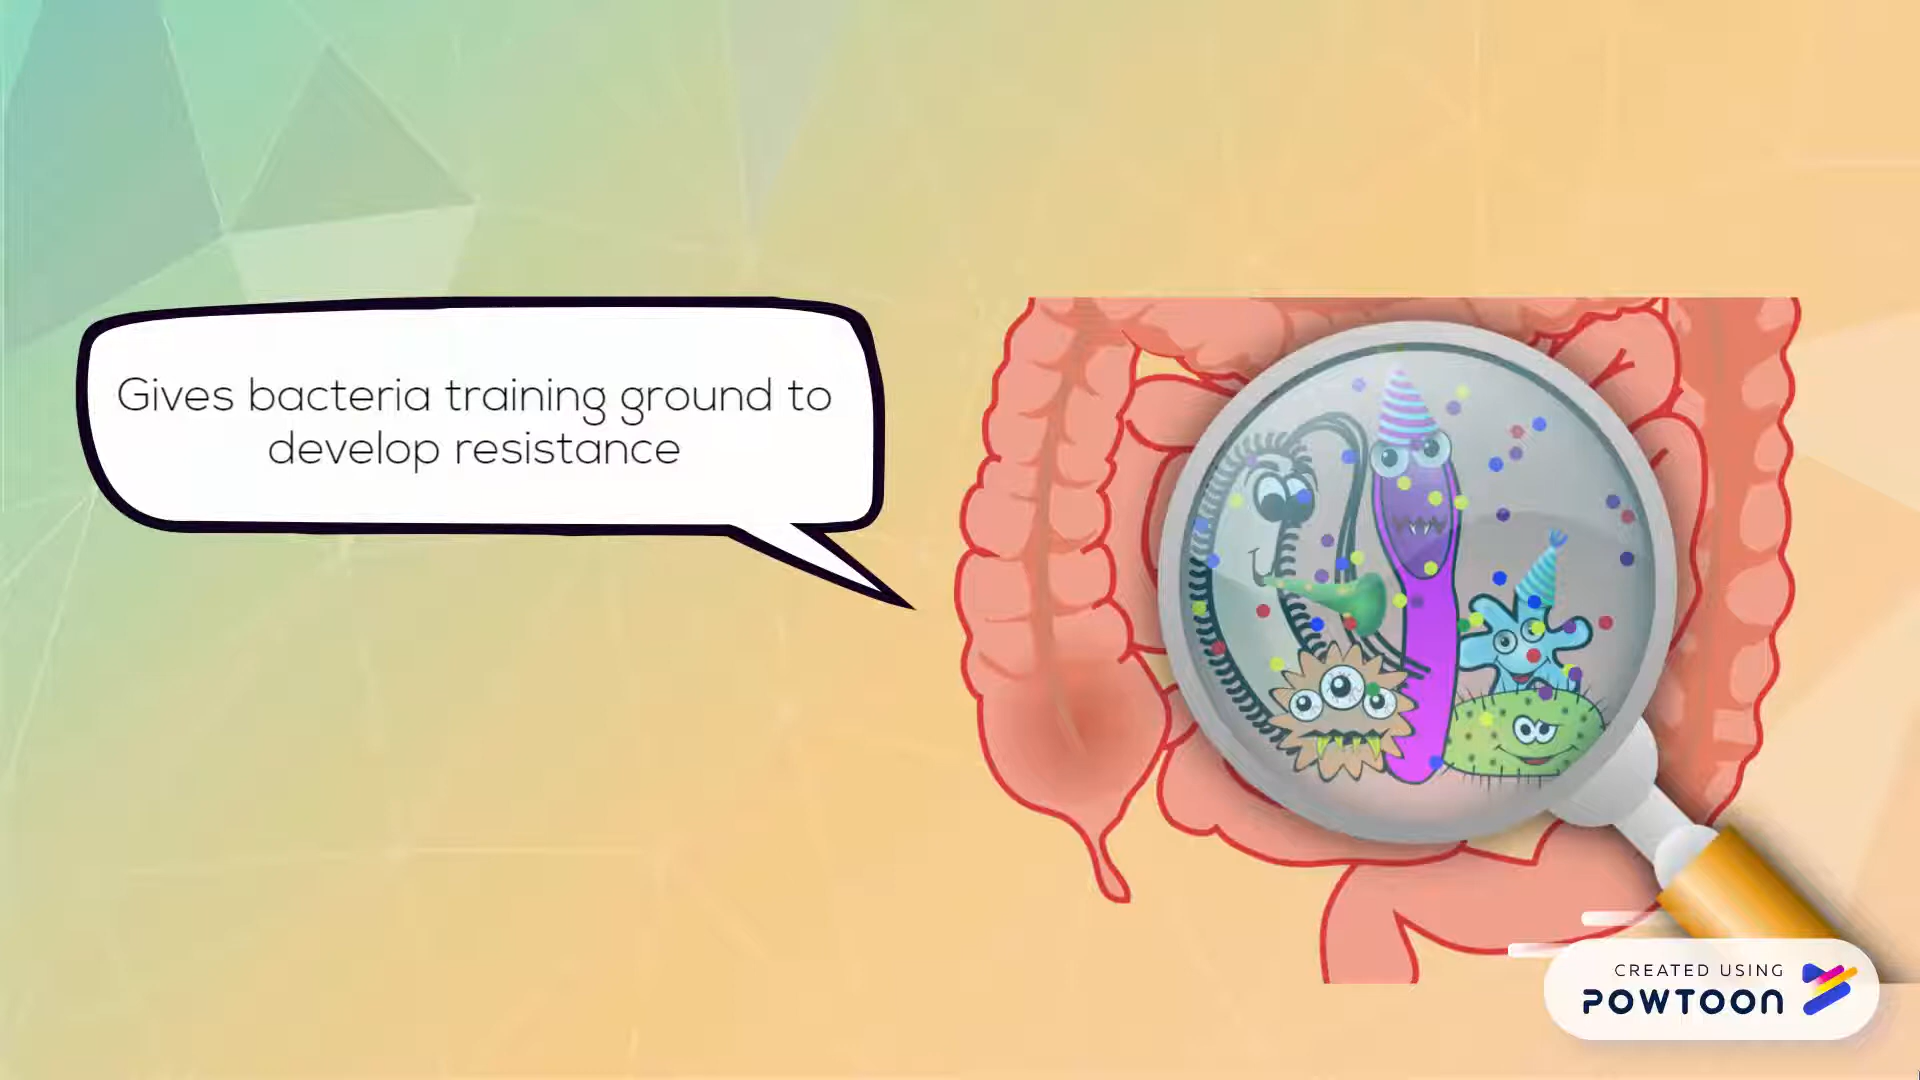 Gives bacteria training ground to
develop resistance
CREATED USING
POWTOON